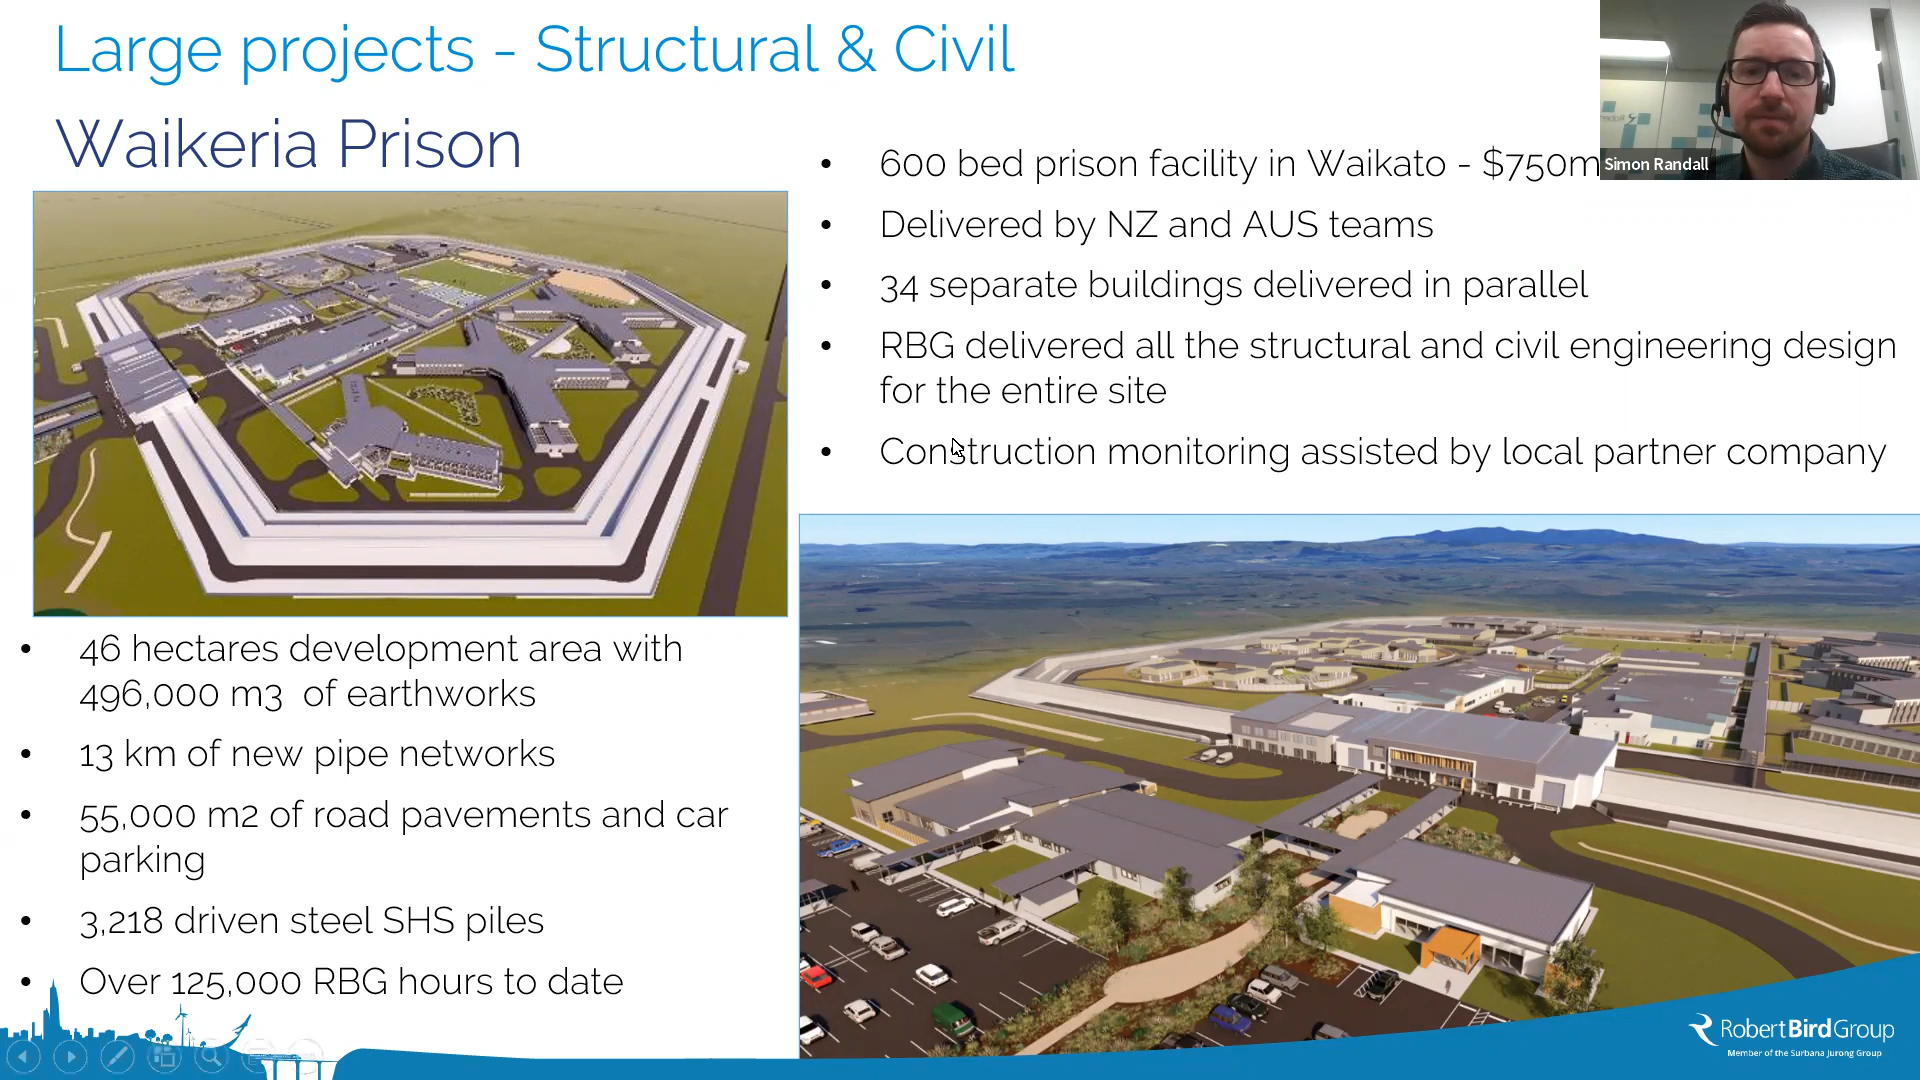 Large projects - Structural & Civil
Waikeria Prison
• 600 bed prison facility in Waikato - $750m
• Delivered by NZ and AUS teams
• 34 separate buildings delivered in parallel
• RBG delivered all the structural and civil engineering design
for the entire site
• Construction monitoring assisted by local partner company
• 46 hectares development area with
496,000 m3 of earthworks
• 13 km of new pipe networks
• 55,000 m2 of road pavements and car
parking
• 3,218 driven steel SHS piles
• Over 125,000 RBG hours to date
Simon Randall
RobertBirdGroup
Member of the Surbana Jurong Group